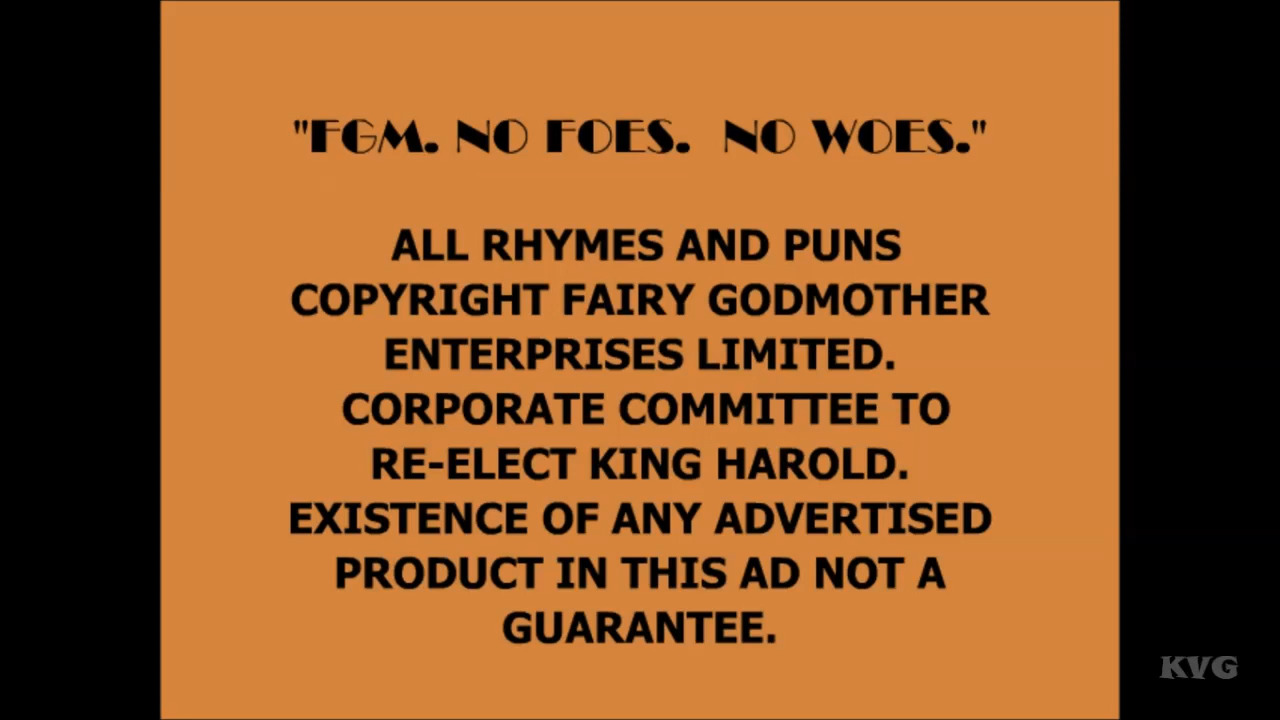 "FGM. NO FOES. NO WOES."
ALL RHYMES AND PUNS
COPYRIGHT FAIRY GODMOTHER
ENTERPRISES LIMITED.
CORPORATE COMMITTEE TO
RE-ELECT KING HAROLD.
EXISTENCE OF ANY ADVERTISED
PRODUCT IN THIS AD NOT A
GUARANTEE.
KVG